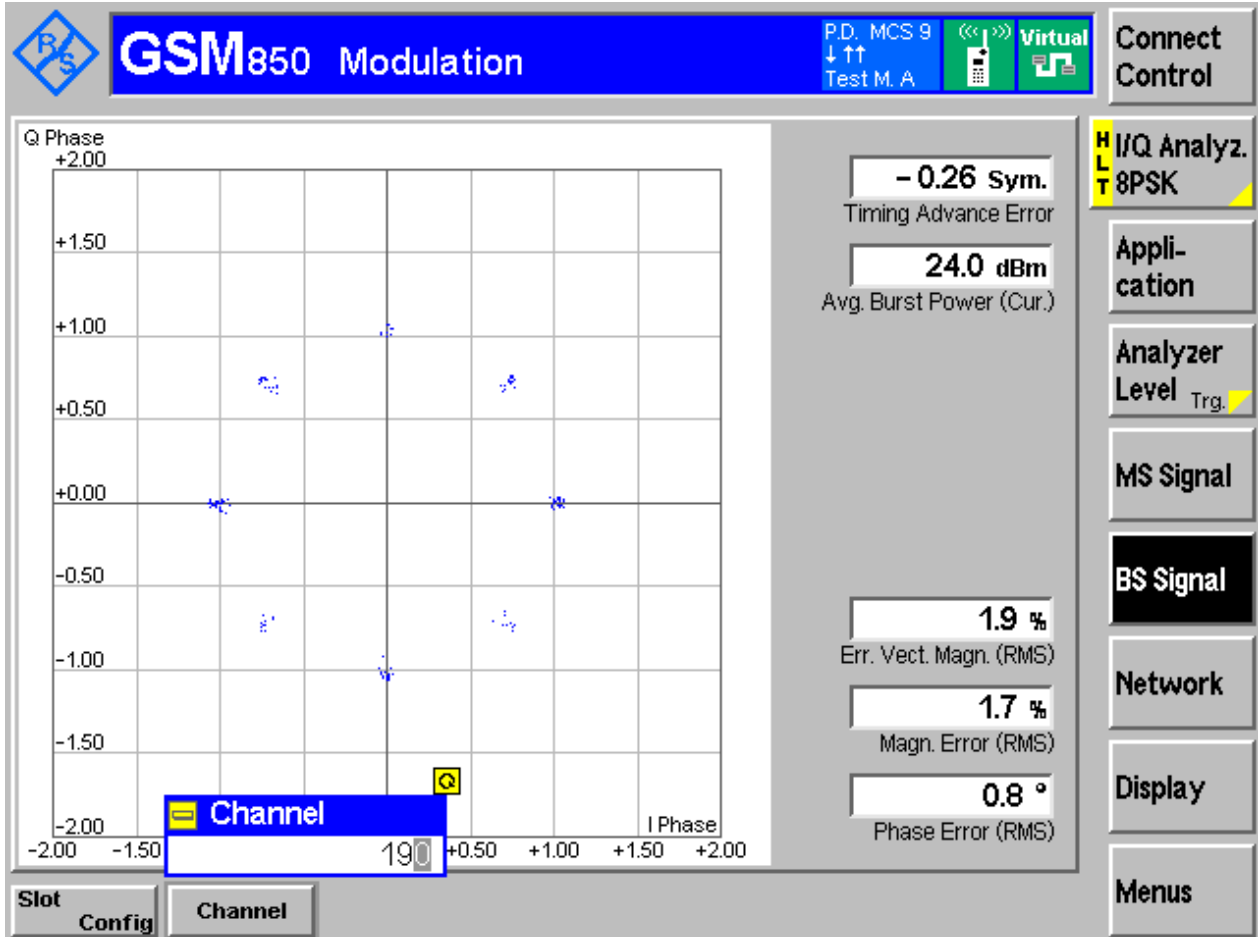 R/S
GSM850 Modulation
P.D. MCS 9
↓ ↑↑
Test M. A
Virtual
Connect
Control
Q Phase
+2.00
+1.50
+1.00
+0.50
+0.00
-0.50
-1.00
-1.50
-2.00
-2.00 -1.50 +0.50 +1.00 +1.50 +2.00
I Phase
Channel
190
- 0.26 Sym.
Timing Advance Error
24.0 dBm
Avg. Burst Power (Cur.)
1.9 %
Err. Vect. Magn. (RMS)
1.7 %
Magn. Error (RMS)
0.8 °
Phase Error (RMS)
HLT
I/Q Analyz.
8PSK
Appli-
cation
Analyzer
Level Trg.
MS Signal
BS Signal
Network
Display
Menus
Slot
Config
Channel